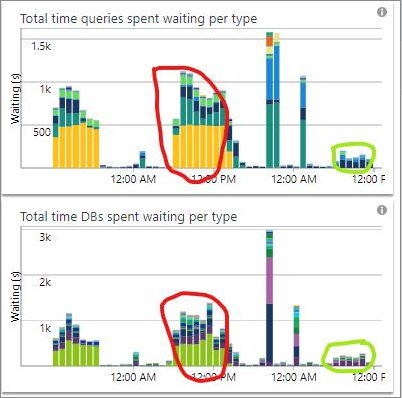 Total time queries spent waiting per type
1.5k
1k
500
Waiting (s)
12:00 AM
12:00 PM
12:00 AM
12:00 P
Total time DBs spent waiting per type
3k
2k
1k
Waiting (s)
12:00 AM
12:00 PM
12:00 AM
12:00 F